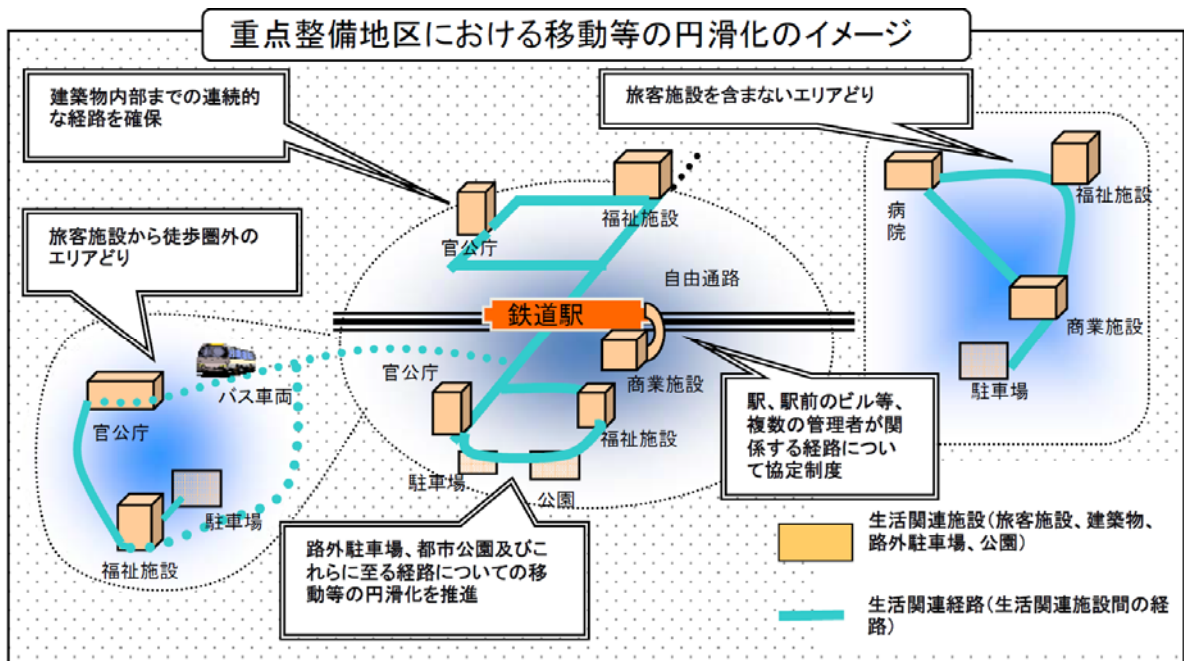 重点整備地区における移動等の円滑化のイメージ
建築物内部までの連続的
な経路を確保
旅客施設を含まないエリアどり
旅客施設から徒歩圏外の
エリアどり
官公庁
福祉施設
自由通路
鉄道駅
官公庁
商業施設
福祉施設
駐車場
公園
バス車両
官公庁
駐車場
福祉施設
病
院
福祉施設
商業施設
駐車場
駅、駅前のビル等、
複数の管理者が関
係する経路につい
て協定制度
路外駐車場、都市公園及びこ
れらに至る経路についての移
動等の円滑化を推進
生活関連施設(旅客施設、建築物、
路外駐車場、公園)
生活関連経路(生活関連施設間の経
路)